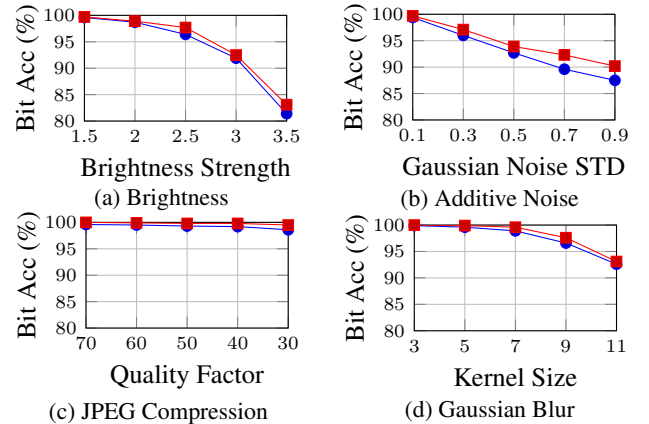 100
95
90
85
80
Bit Acc (%)
1.5 2 2.5 3 3.5
Brightness Strength
(a) Brightness
100
95
90
85
80
Bit Acc (%)
0.1 0.3 0.5 0.7 0.9
Gaussian Noise STD
(b) Additive Noise
100
95
90
85
80
Bit Acc (%)
70 60 50 40 30
Quality Factor
(c) JPEG Compression
100
95
90
85
80
Bit Acc (%)
3 5 7 9 11
Kernel Size
(d) Gaussian Blur